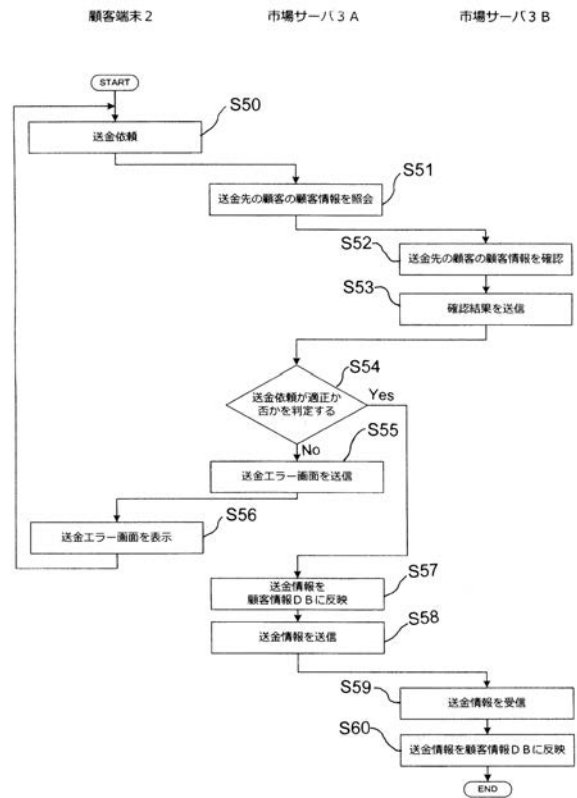 顧客端末2 市場サーバ3A 市場サーバ3B
START
S50
送金依頼
S51
送金先の顧客の顧客情報を照会
S52
送金先の顧客の顧客情報を確認
S53
確認結果を送信
S54
送金依頼が適正か
否かを判定する
Yes
No
S55
送金エラー画面を送信
S56
送金エラー画面を表示
S57
送金情報を
顧客情報DBに反映
S58
送金情報を送信
S59
送金情報を受信
S60
送金情報を顧客情報DBに反映
END